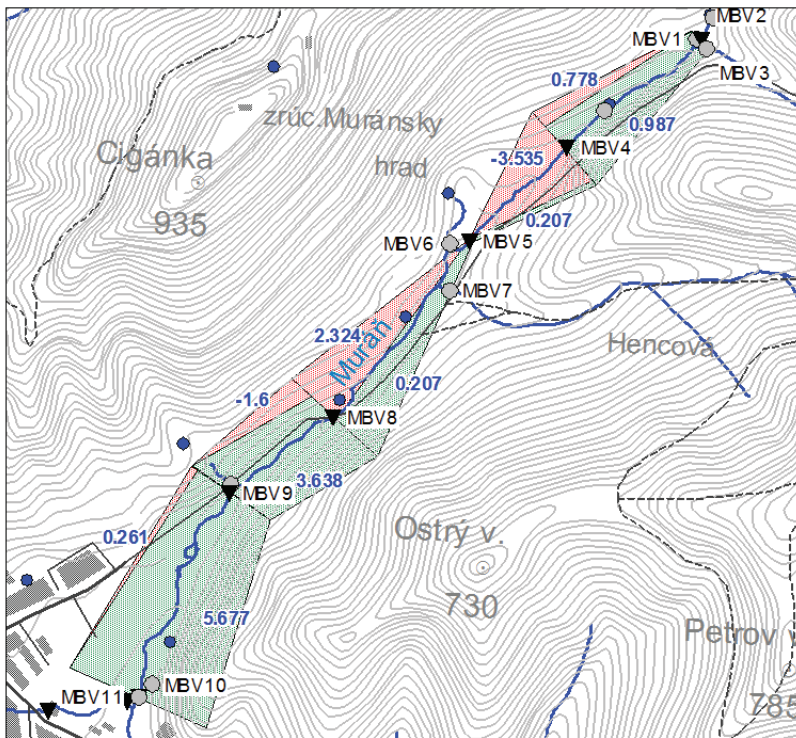 MBV2
MBV1
MBV3
0.778
0.987
zrúc.Muránsky
hrad
Cigánka
935
-3.535
MBV4
0.207
MBV6
MBV5
MBV7
Hencová
2.324
Muráň
0.207
-1.6
MBV8
3.638
MBV9
0.261
Ostrý v.
730
5.677
Petrov v
785
MBV10
MBV11